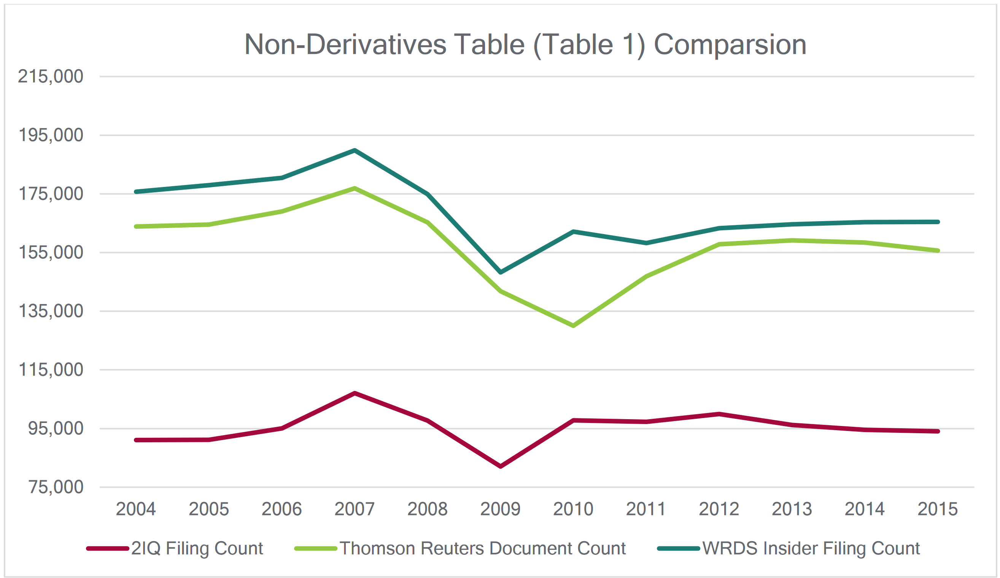 Non-Derivatives Table (Table 1) Comparsion
215,000
195,000
175,000
155,000
135,000
115,000
95,000
75,000
2004 2005 2006 2007 2008 2009 2010 2011 2012 2013 2014 2015
2IQ Filing Count Thomson Reuters Document Count WRDS Insider Filing Count